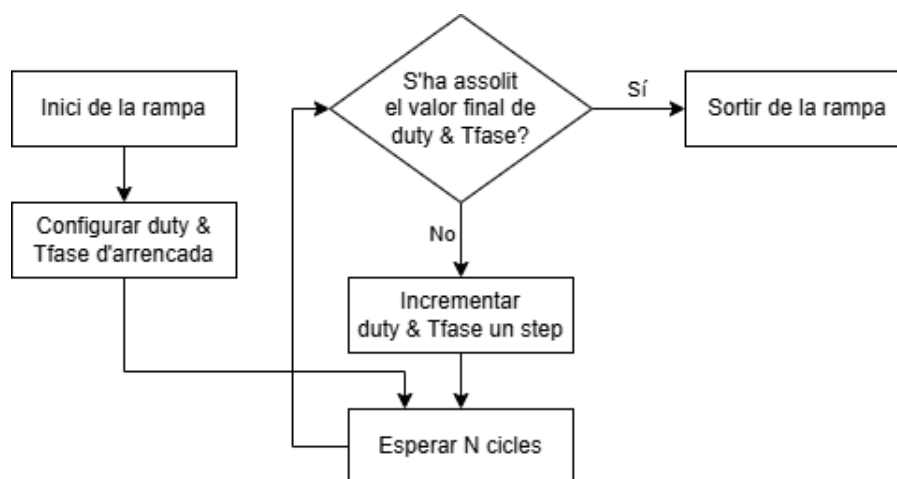 Inici de la rampa
Configurar duty &
Tfase d'arrencada
S'ha assolit
el valor final de
duty & Tfase?
Sí
Sortir de la rampa
No
Incrementar
duty & Tfase un step
Esperar N cicles